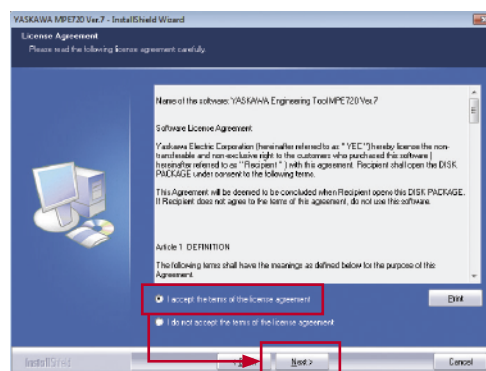 YASKAWA MPE720 Ver.7 - InstallShield Wizard
License Agreement
Please read the following license agreement carefully.
Name of the software: YASKAWA Engineering Tool MPE720 Ver.7
Software License Agreement
Yaskawa Electric Corporation (hereinafter referred to as " YEC")hereby license the non-
transferable and non-exclusive right to the customers who purchased this software (
hereinafter referred to as "Recipient" ) with this agreement. Recipient shall open the DISK
PACKAGE under consent to the following terms.
This Agreement will be deemed to be concluded when Recipient opens this DISK PACKAGE.
If Recipient does not agree to the terms of this agreement, do not use this software.
Article 1 DEFINITION
The following terms shall have the meanings as defined below for the purpose of this
Agreement.
I accept the terms of the license agreement
Print
I do not accept the terms of the license agreement
InstallShield
Next >
Cancel